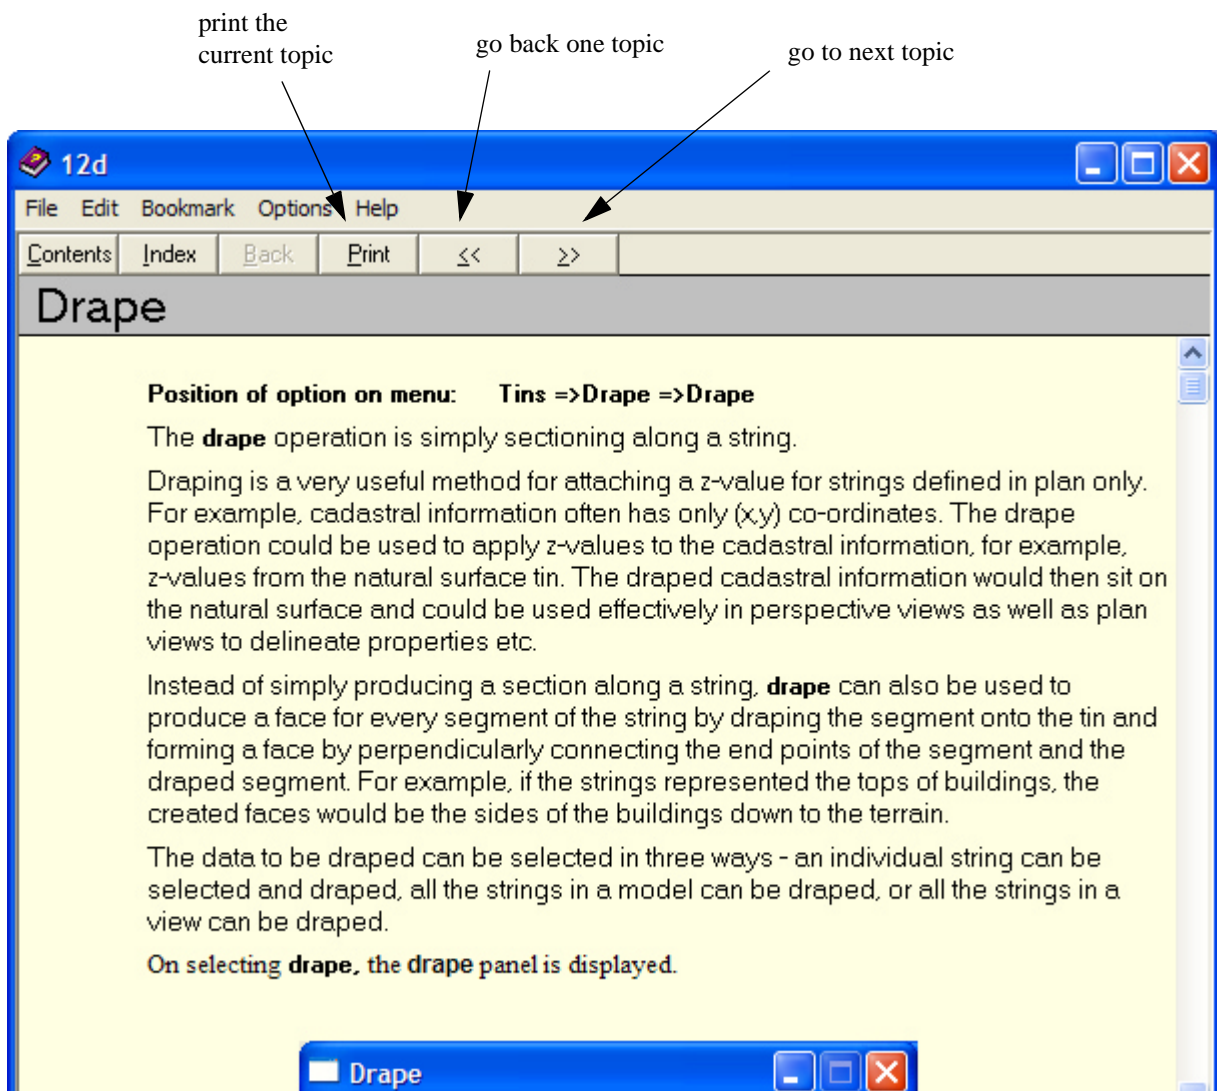 print the
current topic
go back one topic
go to next topic
12d
File Edit Bookmark Options Help
Contents Index Back Print << >>
Drape
Position of option on menu: Tins =>Drape =>Drape
The drape operation is simply sectioning along a string.
Draping is a very useful method for attaching a z-value for strings defined in plan only.
For example, cadastral information often has only (x,y) co-ordinates. The drape
operation could be used to apply z-values to the cadastral information, for example,
z-values from the natural surface tin. The draped cadastral information would then sit on
the natural surface and could be used effectively in perspective views as well as plan
views to delineate properties etc.
Instead of simply producing a section along a string, drape can also be used to
produce a face for every segment of the string by draping the segment onto the tin and
forming a face by perpendicularly connecting the end points of the segment and the
draped segment. For example, if the strings represented the tops of buildings, the
created faces would be the sides of the buildings down to the terrain.
The data to be draped can be selected in three ways - an individual string can be
selected and draped, all the strings in a model can be draped, or all the strings in a
view can be draped.
On selecting drape, the drape panel is displayed.
Drape